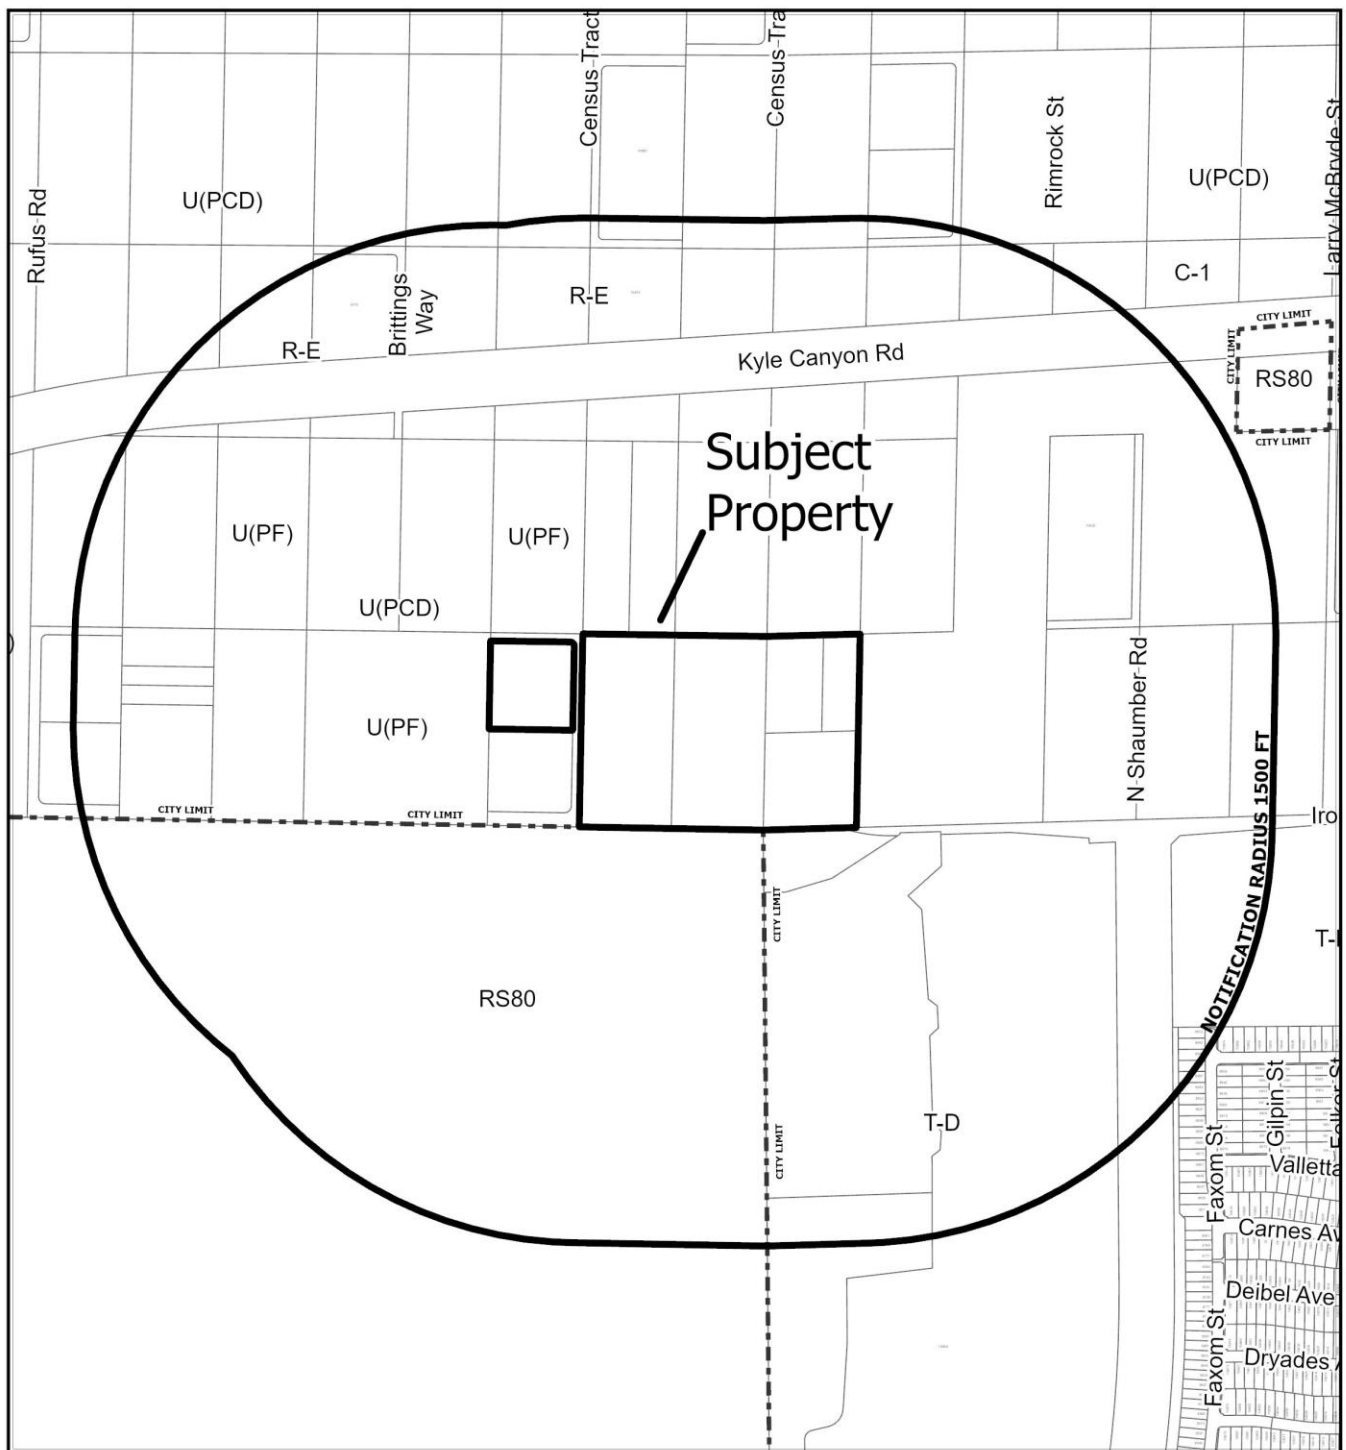 Census Tract
Census Tra
Rimrock St
Larry McBryde St
U(PCD)
U(PCD)
Rufus Rd
C-1
Brittings
Way
R-E
R-E
CITY LIMIT
CITY LIMIT
RS80
CITY LIMIT
Kyle Canyon Rd
Subject
Property
U(PF)
U(PF)
U(PCD)
U(PF)
N Shaumber Rd
NOTIFICATION RADIUS 1500 FT
CITY LIMIT
CITY LIMIT
Iro
CITY LIMIT
RS80
T-D
CITY LIMIT
Faxom St
Gilpin St
Valletta
Carnes Av
Deibel Ave
Faxom St
Dryades